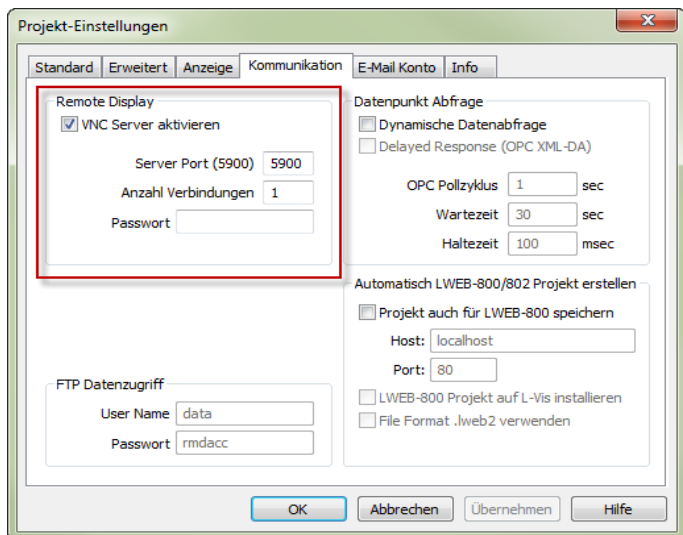 Projekt-Einstellungen
Standard Erweitert Anzeige Kommunikation E-Mail Konto Info
Remote Display
VNC Server aktivieren
Server Port (5900) 5900
Anzahl Verbindungen 1
Passwort
Datenpunkt Abfrage
Dynamische Datenabfrage
Delayed Response (OPC XML-DA)
OPC Pollzyklus 1 sec
Wartezeit 30 sec
Haltezeit 100 msec
Automatisch LWEB-800/802 Projekt erstellen
Projekt auch für LWEB-800 speichern
Host: localhost
Port: 80
LWEB-800 Projekt auf L-Vis installieren
File Format .lweb2 verwenden
FTP Datenzugriff
User Name data
Passwort rmdacc
OK Abbrechen Übernehmen Hilfe